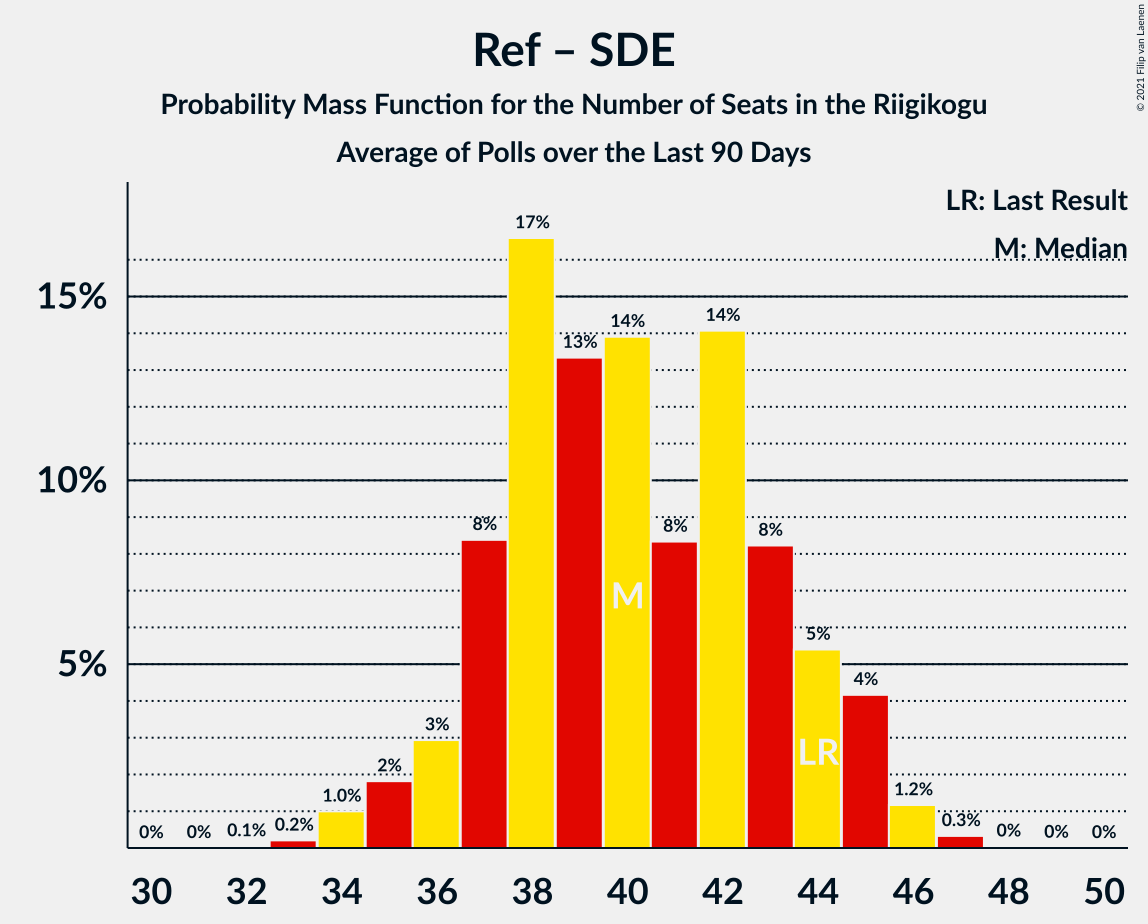 Ref – SDE
Probability Mass Function for the Number of Seats in the Riigikogu
Average of Polls over the Last 90 Days
© 2021 Filip van Laenen
LR: Last Result
M: Median
15%
10%
5%
0%
0%
0.1%
0.2%
1.0%
2%
3%
8%
17%
13%
14%
8%
14%
8%
5%
4%
1.2%
0.3%
0%
0%
0%
M
LR
30 32 34 36 38 40 42 44 46 48 50